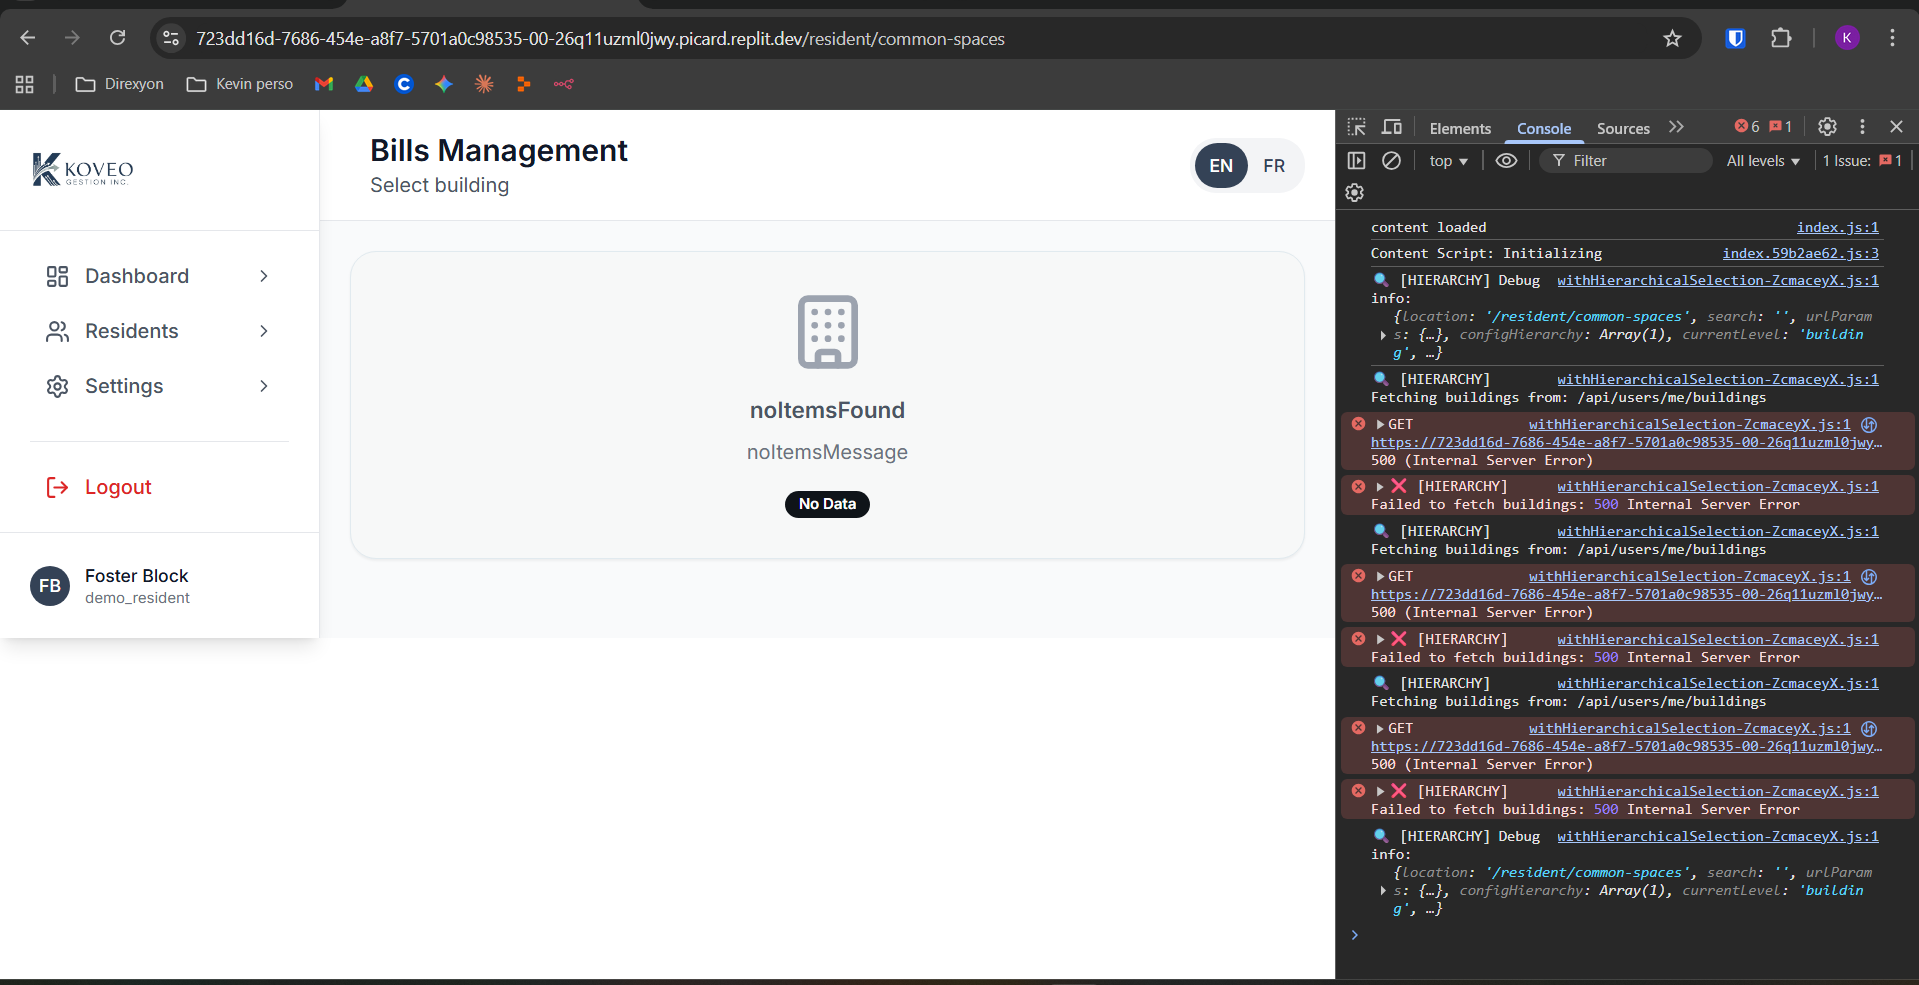 723dd16d-7686-454e-a8f7-5701a0c98535-00-26q11uzml0jwy.picard.replit.dev/resident/common-spaces
K
Direxyon
Kevin perso
KOVEO
GESTION INC.
Dashboard
Residents
Settings
Logout
FB
Foster Block
demo_resident
Bills Management
Select building
EN
FR
noItemsFound
noItemsMessage
No Data
Elements
Console
Sources
6
1
top
Filter
All levels
1 Issue:
1
content loaded index.js:1
Content Script: Initializing index.59b2ae62.js:3
[HIERARCHY] Debug withHierarchicalSelection-ZcmaceyX.js:1
info:
{location: '/resident/common-spaces', search: '', urlParam
s: {…}, configHierarchy: Array(1), currentLevel: 'buildin
g', …}
[HIERARCHY] withHierarchicalSelection-ZcmaceyX.js:1
Fetching buildings from: /api/users/me/buildings
GET withHierarchicalSelection-ZcmaceyX.js:1
https://723dd16d-7686-454e-a8f7-5701a0c98535-00-26q11uzml0jwy…
500 (Internal Server Error)
[HIERARCHY] withHierarchicalSelection-ZcmaceyX.js:1
Failed to fetch buildings: 500 Internal Server Error
[HIERARCHY] withHierarchicalSelection-ZcmaceyX.js:1
Fetching buildings from: /api/users/me/buildings
GET withHierarchicalSelection-ZcmaceyX.js:1
https://723dd16d-7686-454e-a8f7-5701a0c98535-00-26q11uzml0jwy…
500 (Internal Server Error)
[HIERARCHY] withHierarchicalSelection-ZcmaceyX.js:1
Failed to fetch buildings: 500 Internal Server Error
[HIERARCHY] withHierarchicalSelection-ZcmaceyX.js:1
Fetching buildings from: /api/users/me/buildings
GET withHierarchicalSelection-ZcmaceyX.js:1
https://723dd16d-7686-454e-a8f7-5701a0c98535-00-26q11uzml0jwy…
500 (Internal Server Error)
[HIERARCHY] withHierarchicalSelection-ZcmaceyX.js:1
Failed to fetch buildings: 500 Internal Server Error
[HIERARCHY] Debug withHierarchicalSelection-ZcmaceyX.js:1
info:
{location: '/resident/common-spaces', search: '', urlParam
s: {…}, configHierarchy: Array(1), currentLevel: 'buildin
g', …}